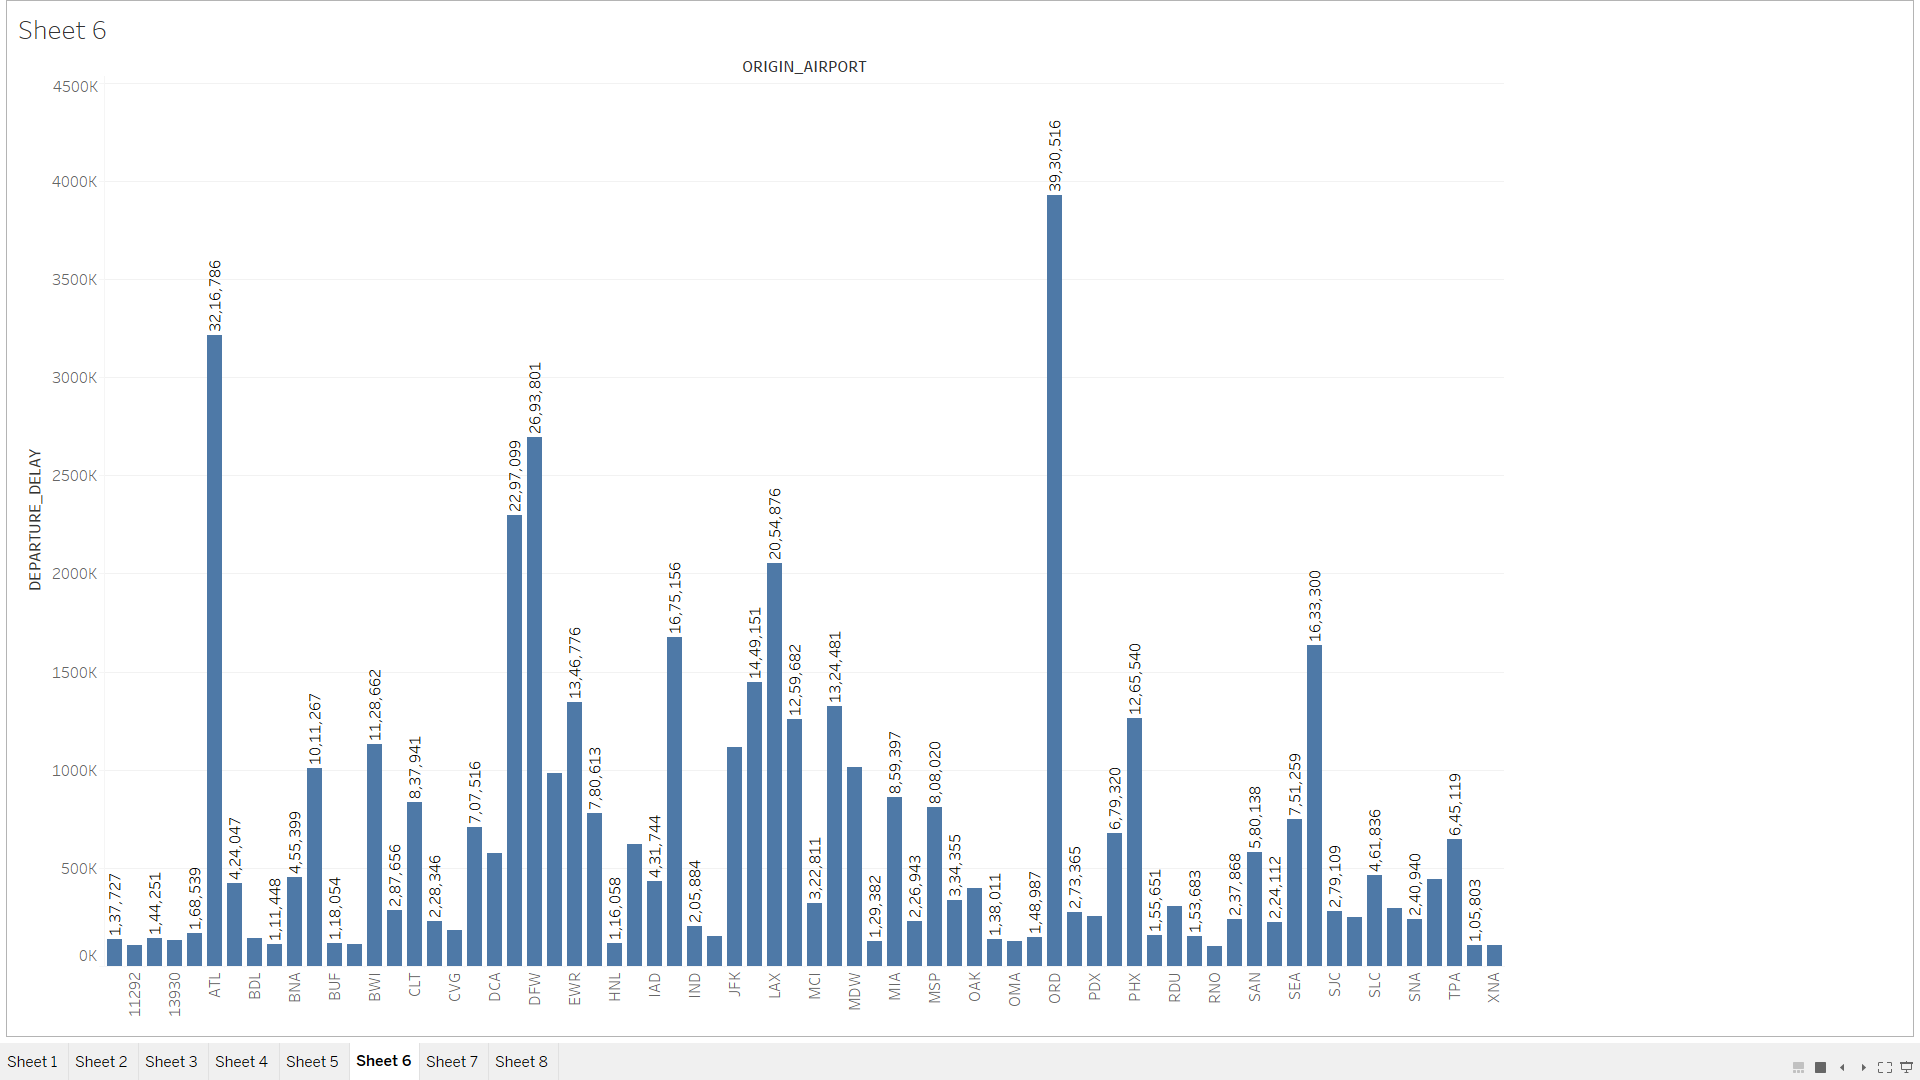 Sheet 6
ORIGIN_AIRPORT
DEPARTURE_DELAY
4500K
4000K
3500K
3000K
2500K
2000K
1500K
1000K
500K
0K
1,37,727
1,44,251
1,68,539
32,16,786
4,24,047
1,11,448
4,55,399
10,11,267
1,18,054
11,28,662
2,87,656
8,37,941
2,28,346
7,07,516
22,97,099
26,93,801
13,46,776
7,80,613
1,16,058
4,31,744
16,75,156
2,05,884
14,49,151
20,54,876
12,59,682
3,22,811
13,24,481
1,29,382
8,59,397
2,26,943
8,08,020
3,34,355
1,38,011
1,48,987
39,30,516
2,73,365
6,79,320
12,65,540
1,55,651
1,53,683
2,37,868
5,80,138
2,24,112
7,51,259
16,33,300
2,79,109
4,61,836
2,40,940
6,45,119
1,05,803
11292
13930
ATL
BDL
BNA
BUF
BWI
CLT
CVG
DCA
DFW
EWR
HNL
IAD
IND
JFK
LAX
MCI
MDW
MIA
MSP
OAK
OMA
ORD
PDX
PHX
RDU
RNO
SAN
SEA
SJC
SLC
SNA
TPA
XNA
Sheet 1
Sheet 2
Sheet 3
Sheet 4
Sheet 5
Sheet 6
Sheet 7
Sheet 8